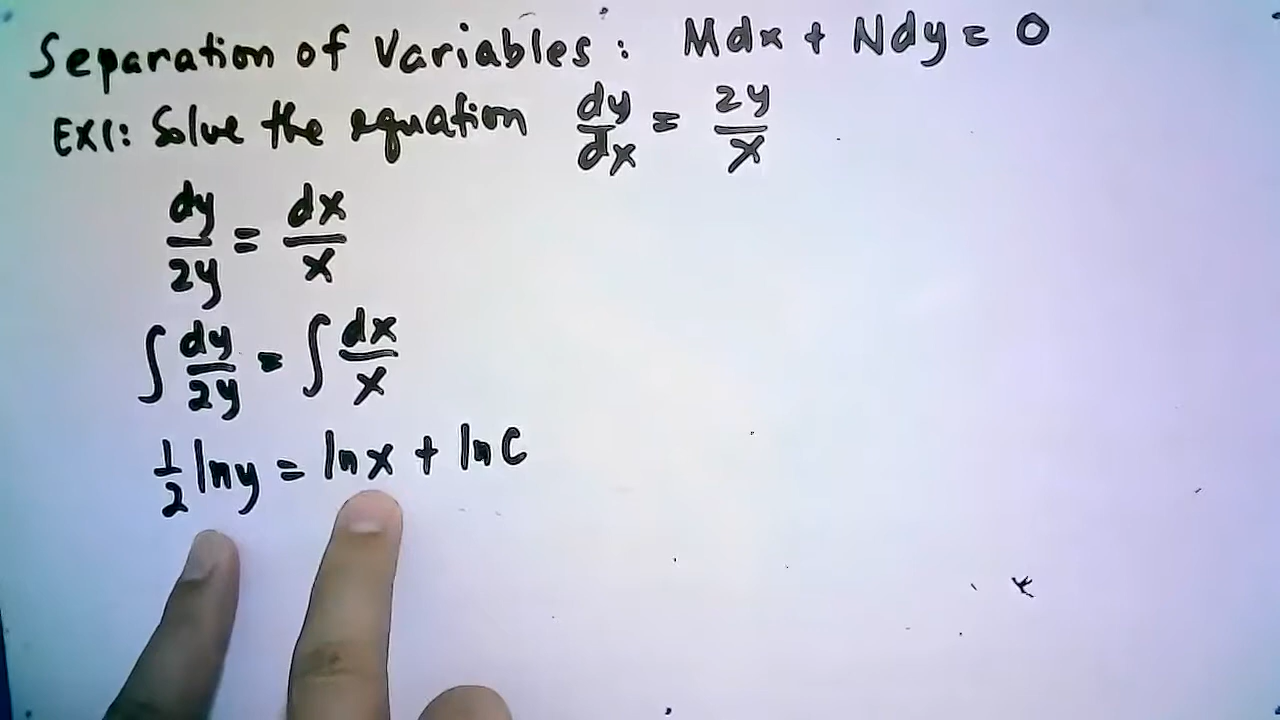 Separation of Variables: Mdx + Ndy = 0
EX1: Solve the equation dy/dx = 2y/x
dy/2y = dx/x
∫ dy/2y = ∫ dx/x
1/2 ln y = ln x + ln C